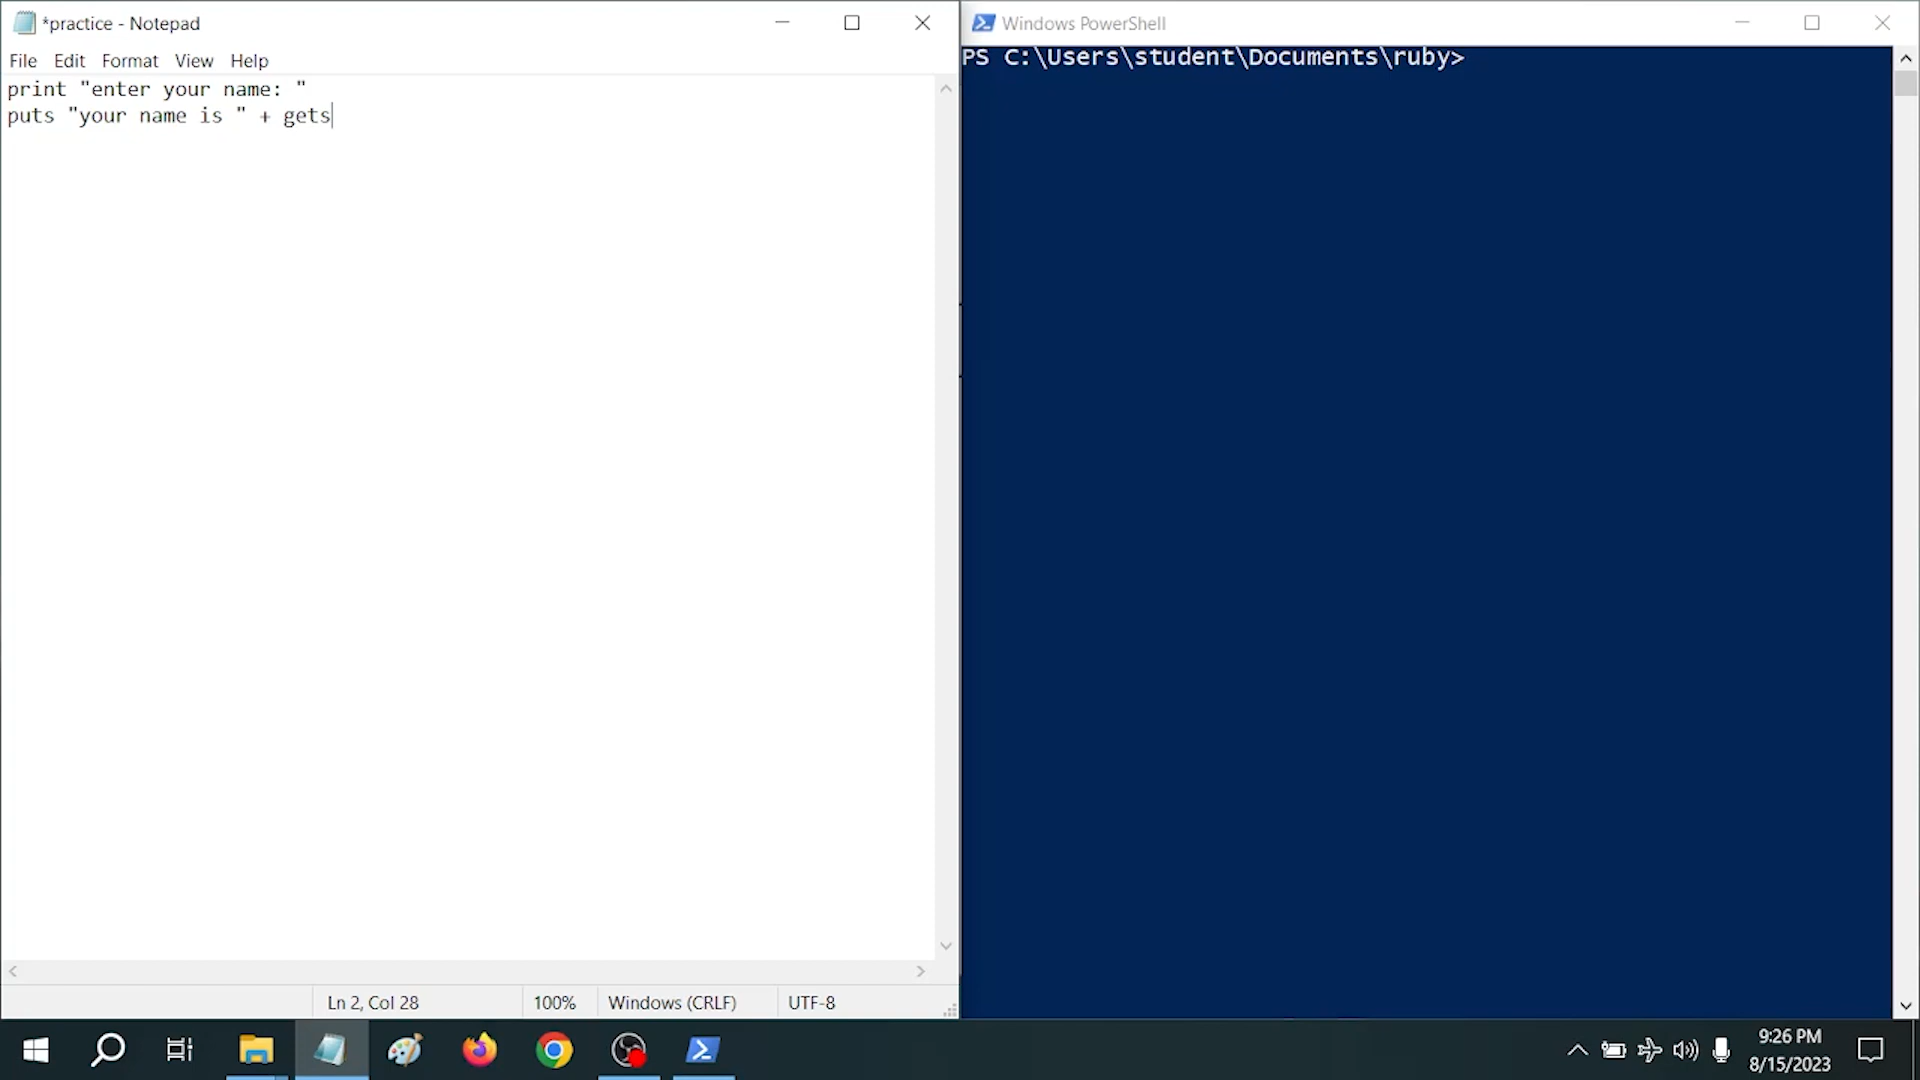 *practice - Notepad
File Edit Format View Help
print "enter your name: "
puts "your name is " + gets
Ln 2, Col 28
100%
Windows (CRLF)
UTF-8
Windows PowerShell
PS C:\Users\student\Documents\ruby>
9:26 PM
8/15/2023